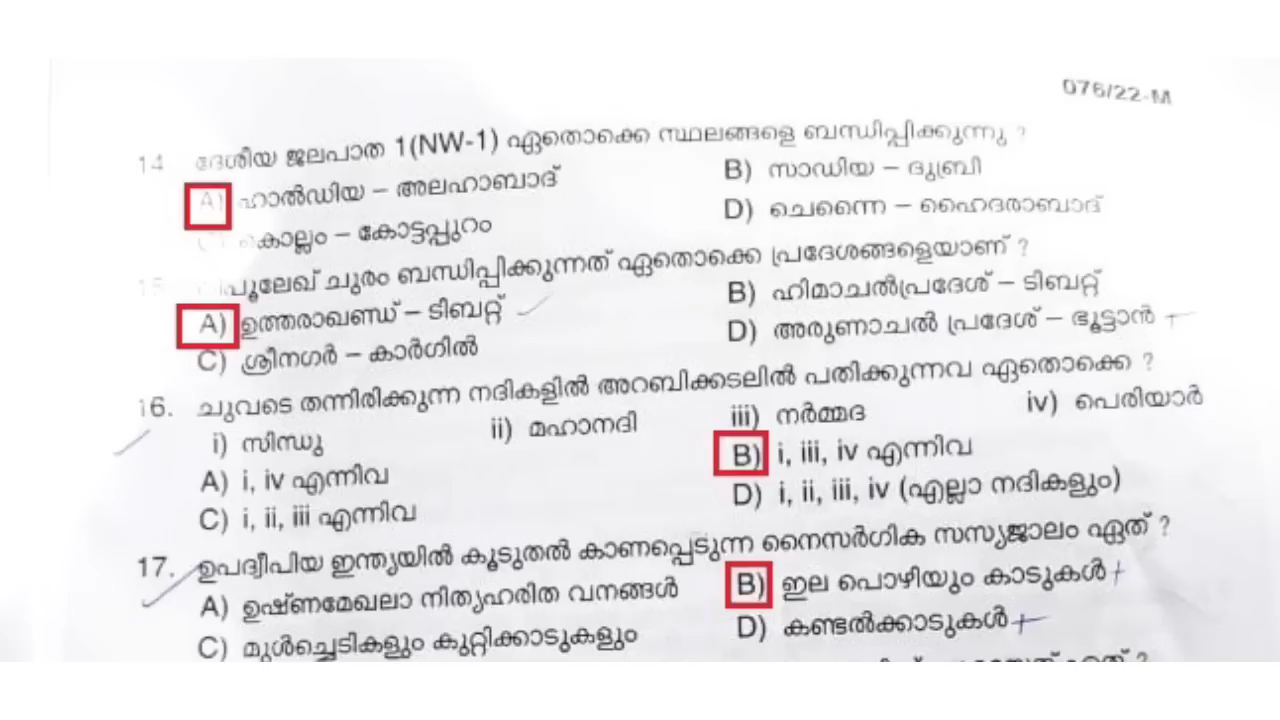 076/22-M
14 ദേശീയ ജലപാത 1(NW-1) ഏതൊക്കെ സ്ഥലങ്ങളെ ബന്ധിപ്പിക്കുന്നു ?
A) ഹാൽഡിയ – അലഹാബാദ് B) സാഡിയ – ദുബ്രി
C) കൊല്ലം – കോട്ടപ്പുറം D) ചെന്നൈ – ഹൈദരാബാദ്
15 ലിപൂലേഖ് ചുരം ബന്ധിപ്പിക്കുന്നത് ഏതൊക്കെ പ്രദേശങ്ങളെയാണ് ?
A) ഉത്തരാഖണ്ഡ് – ടിബറ്റ് B) ഹിമാചൽപ്രദേശ് – ടിബറ്റ്
C) ശ്രീനഗർ – കാർഗിൽ D) അരുണാചൽ പ്രദേശ് – ഭൂട്ടാൻ
16. ചുവടെ തന്നിരിക്കുന്ന നദികളിൽ അറബിക്കടലിൽ പതിക്കുന്നവ ഏതൊക്കെ ?
i) സിന്ധു ii) മഹാനദി iii) നർമ്മദ iv) പെരിയാർ
A) i, iv എന്നിവ B) i, iii, iv എന്നിവ
C) i, ii, iii എന്നിവ D) i, ii, iii, iv (എല്ലാ നദികളും)
17. ഉപദ്വീപിയ ഇന്ത്യയിൽ കൂടുതൽ കാണപ്പെടുന്ന നൈസർഗിക സസ്യജാലം ഏത് ?
A) ഉഷ്ണമേഖലാ നിത്യഹരിത വനങ്ങൾ B) ഇല പൊഴിയും കാടുകൾ
C) മുൾച്ചെടികളും കുറ്റിക്കാടുകളും D) കണ്ടൽക്കാടുകൾ